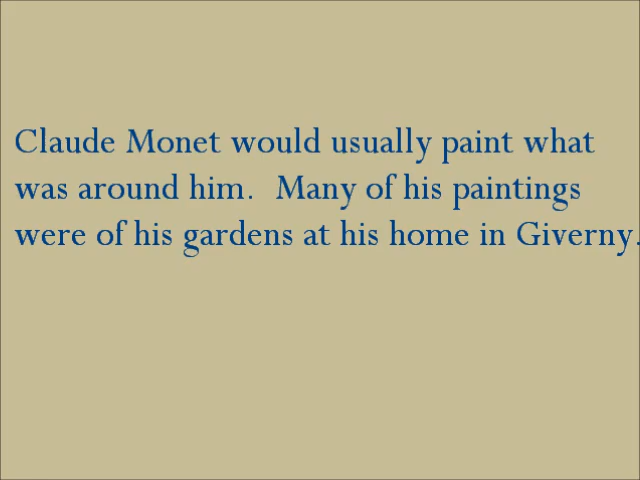 Claude Monet would usually paint what
was around him.  Many of his paintings
were of his gardens at his home in Giverny.